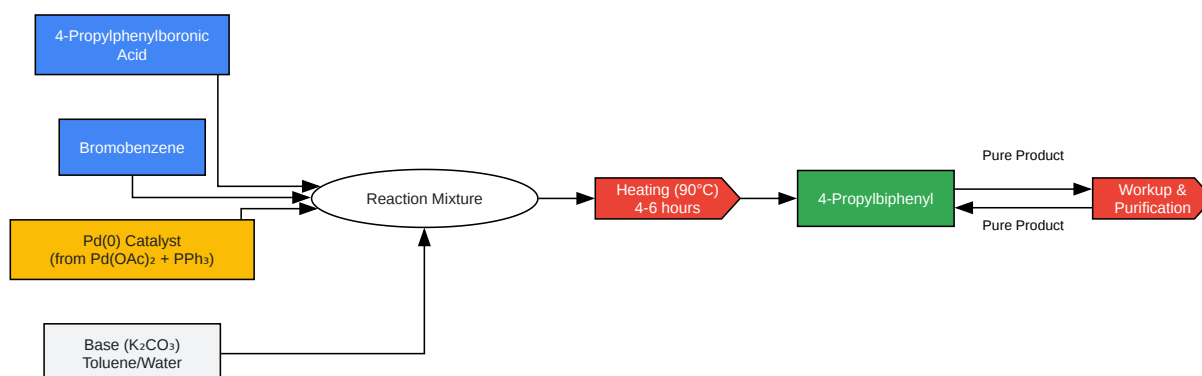 4-Propylphenylboronic
Acid
Bromobenzene
Pd(0) Catalyst
(from Pd(OAc)₂ + PPh₃)
Base (K₂CO₃)
Toluene/Water
Reaction Mixture
Heating (90°C)
4-6 hours
4-Propylbiphenyl
Pure Product
Pure Product
Workup &
Purification